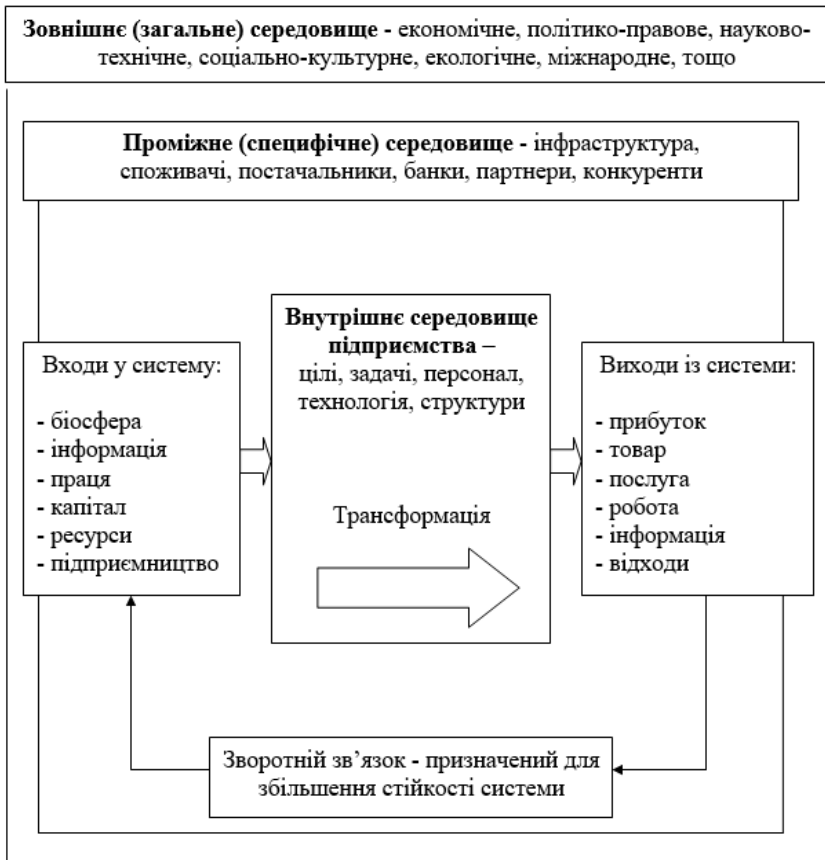 Зовнішнє (загальне) середовище - економічне, політико-правове, науково-
технічне, соціально-культурне, екологічне, міжнародне, тощо
Проміжне (специфічне) середовище - інфраструктура,
споживачі, постачальники, банки, партнери, конкуренти
Входи у систему:
- біосфера
- інформація
- праця
- капітал
- ресурси
- підприємництво
Внутрішнє середовище
підприємства –
цілі, задачі, персонал,
технологія, структури
Трансформація
Виходи із системи:
- прибуток
- товар
- послуга
- робота
- інформація
- відходи
Зворотній зв’язок - призначений для
збільшення стійкості системи